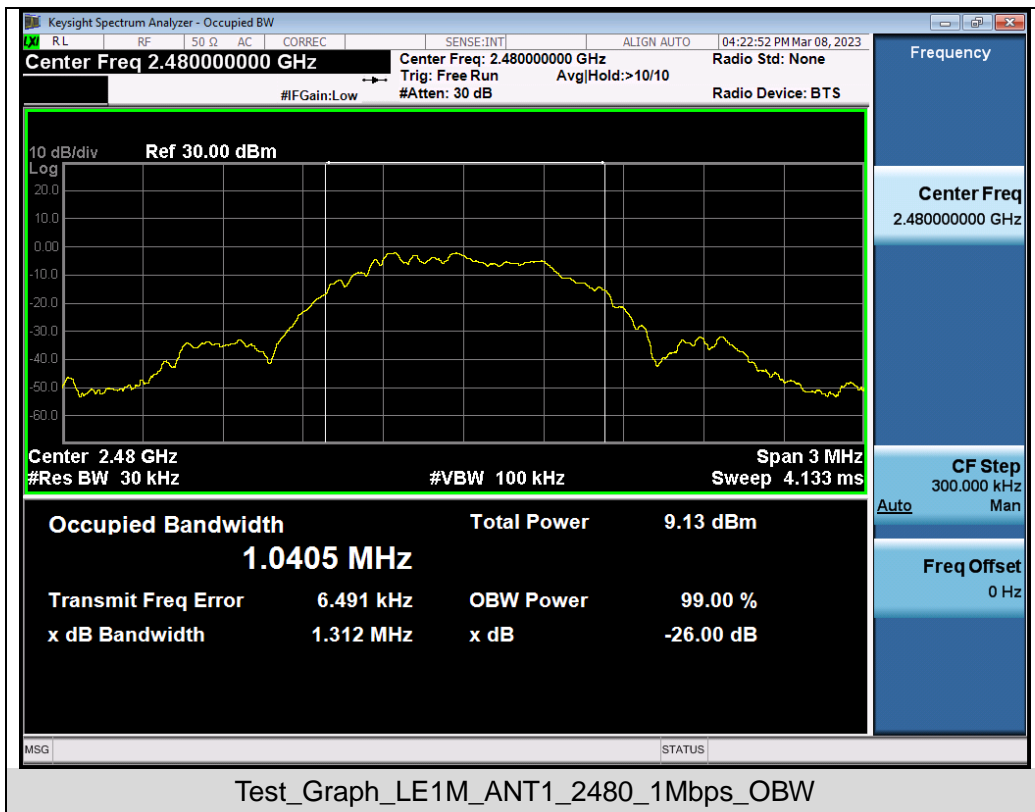 Keysight Spectrum Analyzer - Occupied BW
LXI RL RF 50 Ω AC CORREC SENSE:INT ALIGN AUTO 04:22:52 PM Mar 08, 2023
Center Freq 2.480000000 GHz
Center Freq: 2.480000000 GHz
Radio Std: None
Trig: Free Run Avg|Hold:>10/10
#IFGain:Low
#Atten: 30 dB
Radio Device: BTS
Frequency
10 dB/div Ref 30.00 dBm
Log
20.0
10.0
0.00
-10.0
-20.0
-30.0
-40.0
-50.0
-60.0
Center Freq
2.480000000 GHz
Center 2.48 GHz Span 3 MHz
#Res BW 30 kHz #VBW 100 kHz Sweep 4.133 ms
CF Step
300.000 kHz
Auto Man
Freq Offset
0 Hz
Occupied Bandwidth Total Power 9.13 dBm
1.0405 MHz
Transmit Freq Error 6.491 kHz OBW Power 99.00 %
x dB Bandwidth 1.312 MHz x dB -26.00 dB
MSG STATUS
Test_Graph_LE1M_ANT1_2480_1Mbps_OBW